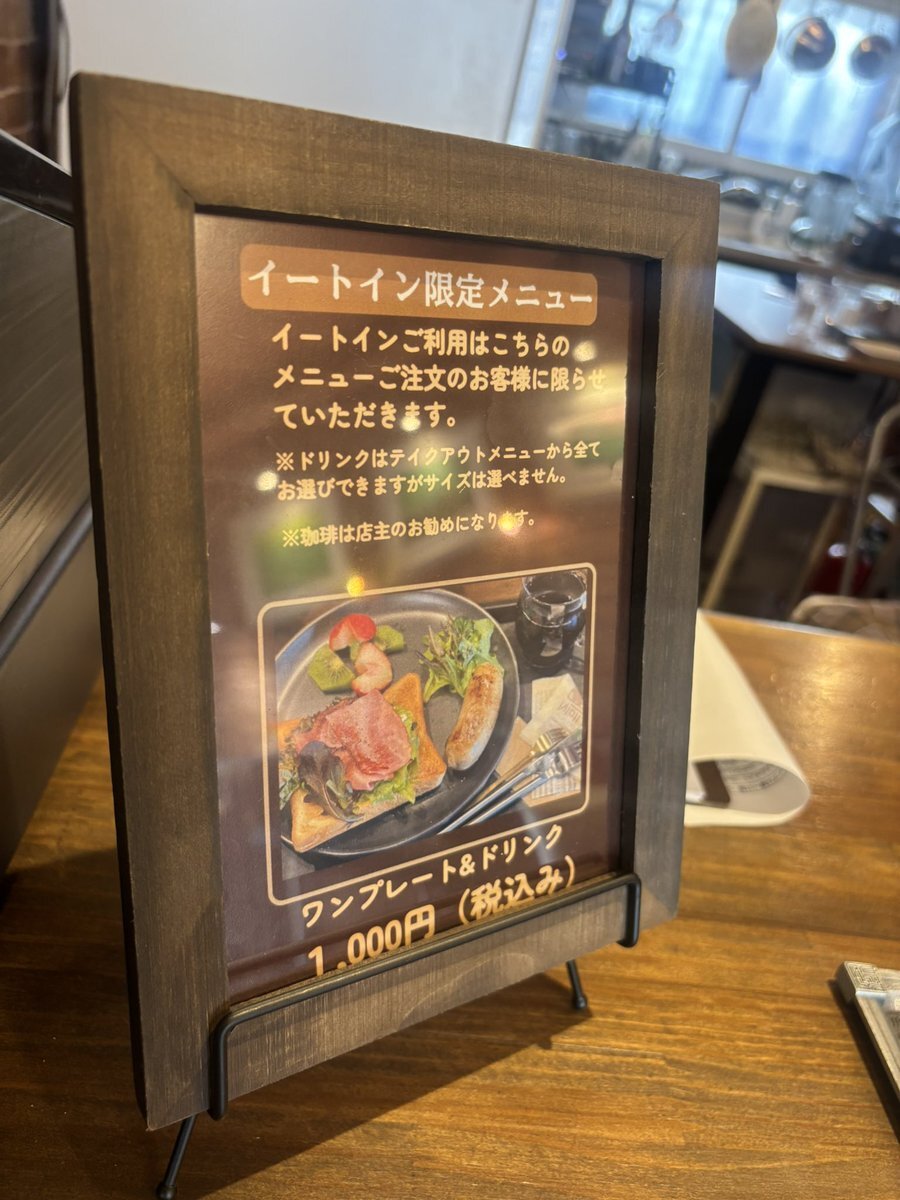 イートイン限定メニュー
イートインご利用はこちらの
メニューご注文のお客様に限らせ
ていただきます。
※ドリンクはテイクアウトメニューから全て
お選びできますがサイズは選べません。
※珈琲は店主のお勧めになります。
ワンプレート&ドリンク
1,000円(税込み)